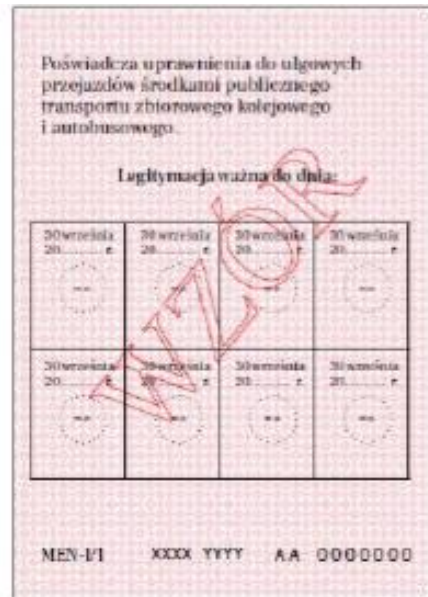 Poświadcza uprawnienia do ulgowych
przejazdów środkami publicznego
transportu zbiorowego kolejowego
i autobusowego.
Legitymacja ważna do dnia:
30 września 30 września 30 września 30 września
20......... r. 20......... r. 20......... r. 20......... r.
m.p. m.p. m.p. m.p.
30 września 30 września 30 września 30 września
20......... r. 20......... r. 20......... r. 20......... r.
m.p. m.p. m.p. m.p.
WZÓR
MEN-I/1 XXXX YYYY AA 0000000